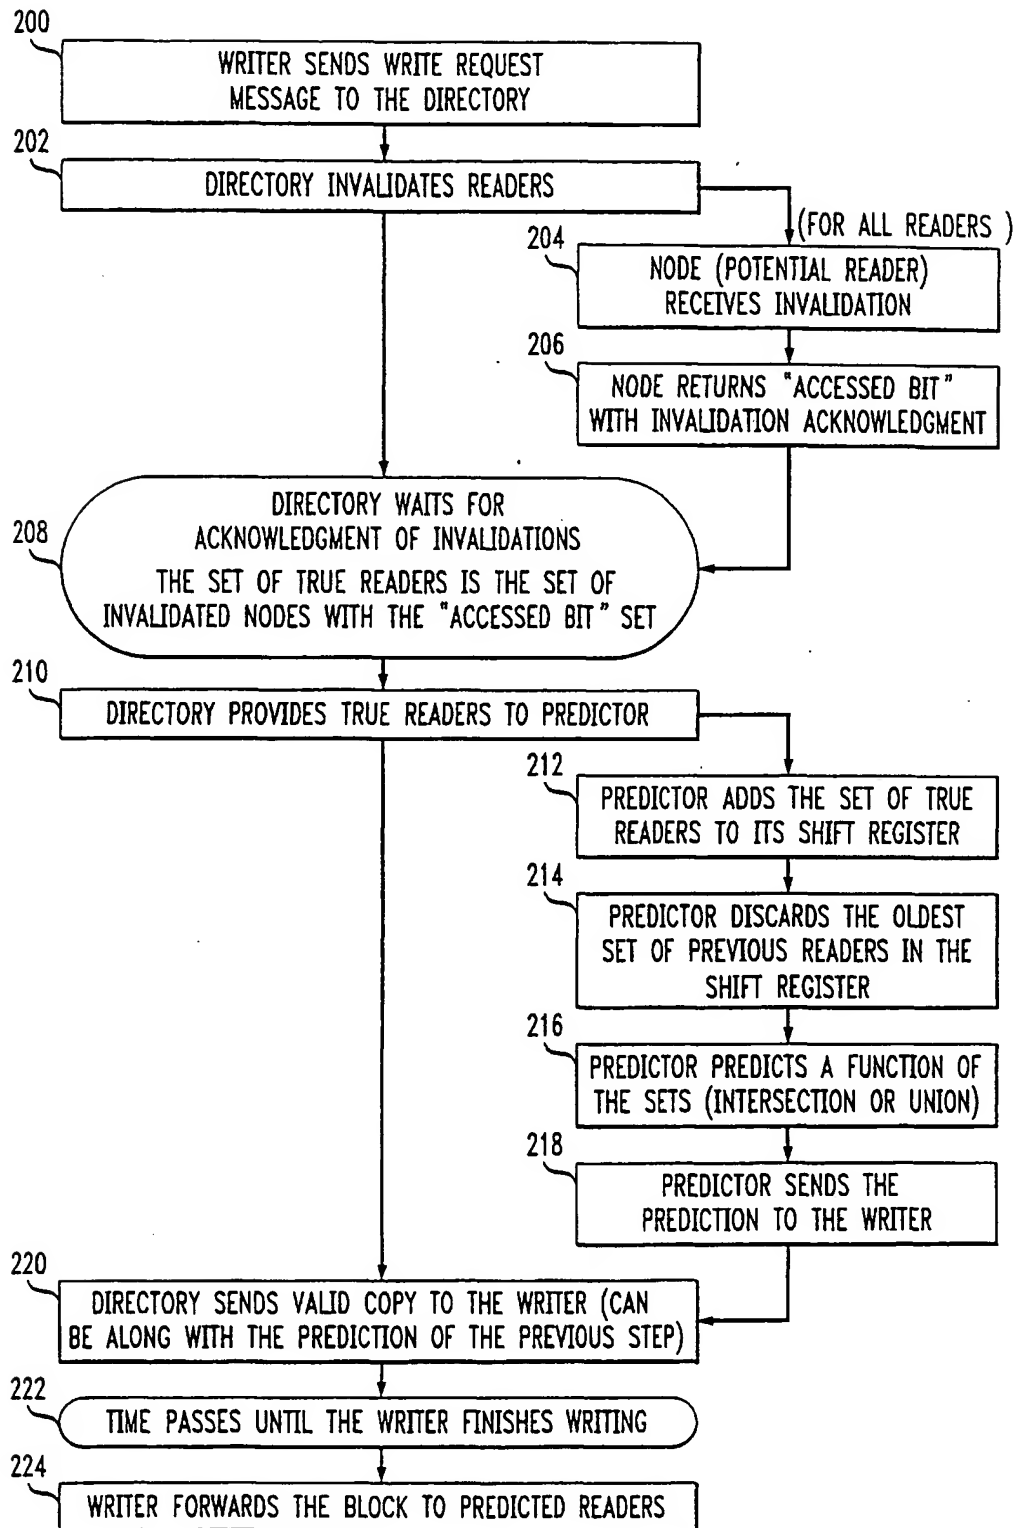 200
WRITER SENDS WRITE REQUEST
MESSAGE TO THE DIRECTORY
202
DIRECTORY INVALIDATES READERS
(FOR ALL READERS )
204
NODE (POTENTIAL READER)
RECEIVES INVALIDATION
206
NODE RETURNS "ACCESSED BIT"
WITH INVALIDATION ACKNOWLEDGMENT
208
DIRECTORY WAITS FOR
ACKNOWLEDGMENT OF INVALIDATIONS
THE SET OF TRUE READERS IS THE SET OF
INVALIDATED NODES WITH THE "ACCESSED BIT" SET
210
DIRECTORY PROVIDES TRUE READERS TO PREDICTOR
212
PREDICTOR ADDS THE SET OF TRUE
READERS TO ITS SHIFT REGISTER
214
PREDICTOR DISCARDS THE OLDEST
SET OF PREVIOUS READERS IN THE
SHIFT REGISTER
216
PREDICTOR PREDICTS A FUNCTION OF
THE SETS (INTERSECTION OR UNION)
218
PREDICTOR SENDS THE
PREDICTION TO THE WRITER
220
DIRECTORY SENDS VALID COPY TO THE WRITER (CAN
BE ALONG WITH THE PREDICTION OF THE PREVIOUS STEP)
222
TIME PASSES UNTIL THE WRITER FINISHES WRITING
224
WRITER FORWARDS THE BLOCK TO PREDICTED READERS